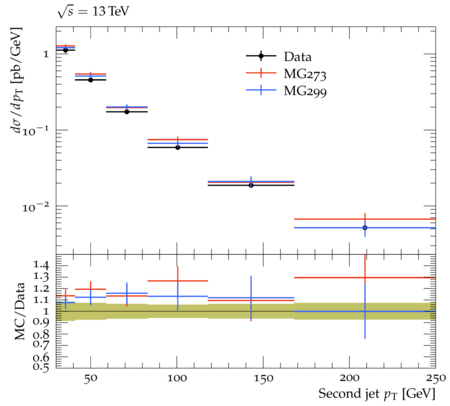 √s = 13 TeV
dσ/dpT [pb/GeV]
1
10⁻¹
10⁻²
Data
MG273
MG299
MC/Data
1.4
1.3
1.2
1.1
1
0.9
0.8
0.7
0.6
0.5
50
100
150
200
250
Second jet pT [GeV]